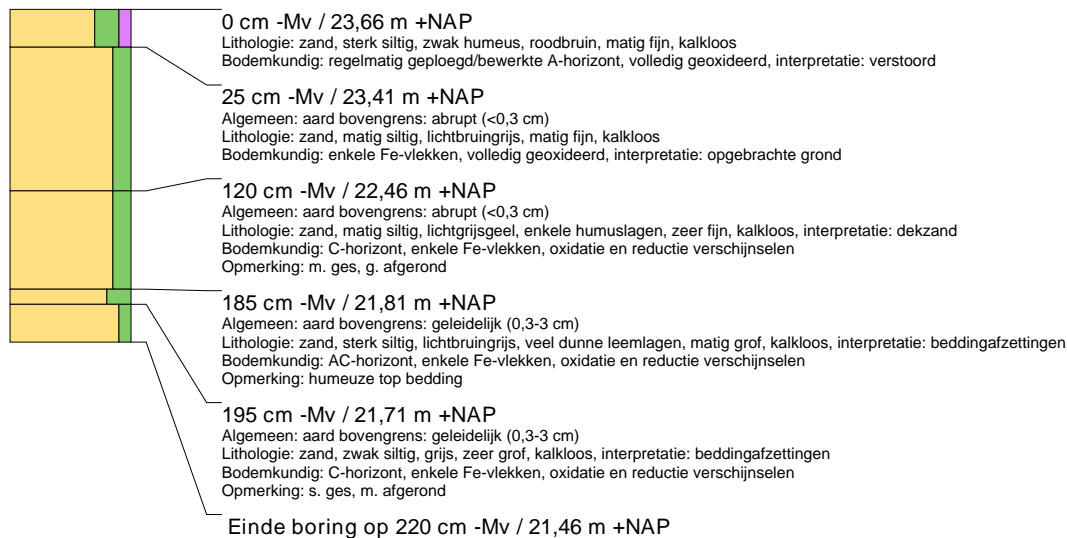 0 cm -Mv / 23,66 m +NAP
Lithologie: zand, sterk siltig, zwak humeus, roodbruin, matig fijn, kalkloos
Bodemkundig: regelmatig geploegd/bewerkte A-horizont, volledig geoxideerd, interpretatie: verstoord
25 cm -Mv / 23,41 m +NAP
Algemeen: aard bovengrens: abrupt (<0,3 cm)
Lithologie: zand, matig siltig, lichtbruingrijs, matig fijn, kalkloos
Bodemkundig: enkele Fe-vlekken, volledig geoxideerd, interpretatie: opgebrachte grond
120 cm -Mv / 22,46 m +NAP
Algemeen: aard bovengrens: abrupt (<0,3 cm)
Lithologie: zand, matig siltig, lichtgrijsgeel, enkele humuslagen, zeer fijn, kalkloos, interpretatie: dekzand
Bodemkundig: C-horizont, enkele Fe-vlekken, oxidatie en reductie verschijnselen
Opmerking: m. ges, g. afgerond
185 cm -Mv / 21,81 m +NAP
Algemeen: aard bovengrens: geleidelijk (0,3-3 cm)
Lithologie: zand, sterk siltig, lichtbruingrijs, veel dunne leemlagen, matig grof, kalkloos, interpretatie: beddingafzettingen
Bodemkundig: AC-horizont, enkele Fe-vlekken, oxidatie en reductie verschijnselen
Opmerking: humeuze top bedding
195 cm -Mv / 21,71 m +NAP
Algemeen: aard bovengrens: geleidelijk (0,3-3 cm)
Lithologie: zand, zwak siltig, grijs, zeer grof, kalkloos, interpretatie: beddingafzettingen
Bodemkundig: C-horizont, enkele Fe-vlekken, oxidatie en reductie verschijnselen
Opmerking: s. ges, m. afgerond
Einde boring op 220 cm -Mv / 21,46 m +NAP